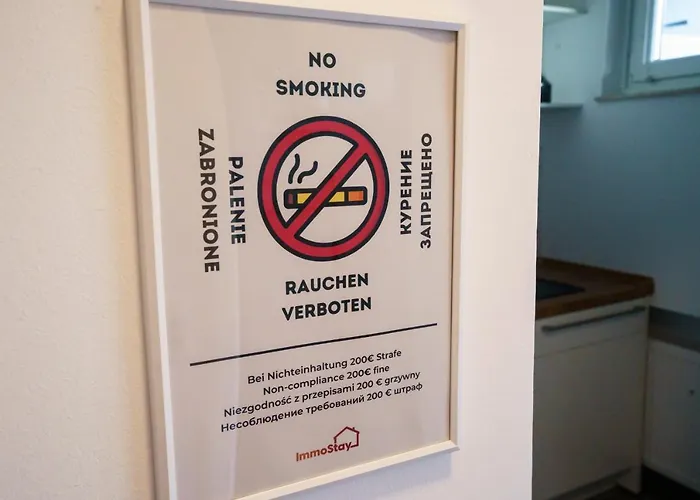 NO
SMOKING
PALENIE
ZABRONIONE
КУРЕНИЕ
ЗАПРЕЩЕНО
RAUCHEN
VERBOTEN
Bei Nichteinhaltung 200€ Strafe
Non-compliance 200€ fine
Niezgodność z przepisami 200 € grzywny
Несоблюдение требований 200 € штраф
ImmoStay